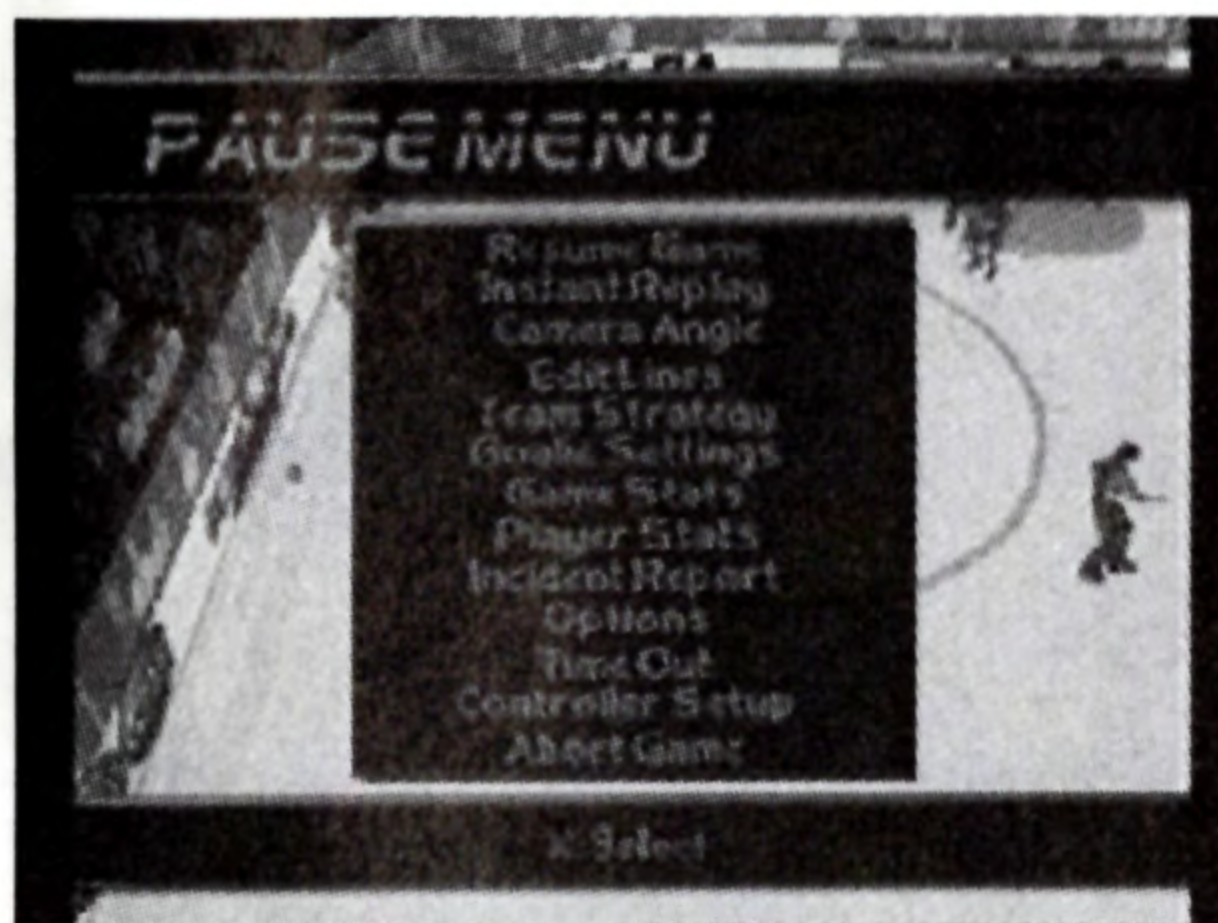 PAUSE MENU
Resume Game
Instant Replay
Camera Angle
Edit Lines
Team Strategy
Goalie Settings
Game Stats
Player Stats
Incident Report
Options
Time Out
Controller Setup
Abort Game
X Select